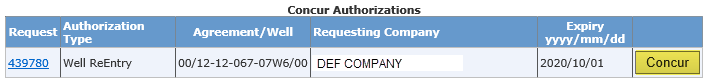 Concur Authorizations
Request Authorization Type Agreement/Well Requesting Company Expiry yyyy/mm/dd
439780 Well ReEntry 00/12-12-067-07W6/00 DEF COMPANY 2020/10/01 Concur